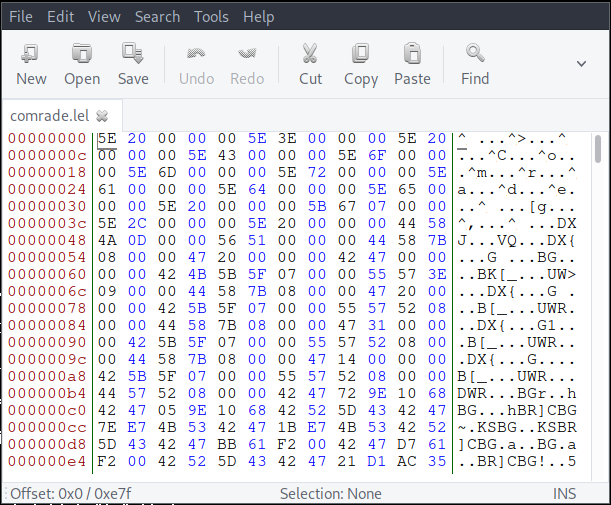 File Edit View Search Tools Help
New Open Save Undo Redo Cut Copy Paste Find
comrade.lel
00000000 5E 20 00 00 00 5E 3E 00 00 00 5E 20 ^ ...^>...^
0000000c 00 00 00 5E 43 00 00 00 5E 6F 00 00 ...^C...^o..
00000018 00 5E 6D 00 00 00 5E 72 00 00 00 5E .^m...^r...^
00000024 61 00 00 00 5E 64 00 00 00 5E 65 00 a...^d...^e.
00000030 00 00 5E 20 00 00 00 5B 67 07 00 00 ..^ ...[g...
0000003c 5E 2C 00 00 00 5E 20 00 00 00 44 58 ^,...^ ...DX
00000048 4A 0D 00 00 00 56 51 00 00 00 44 58 7B J...VQ...DX{
00000054 08 00 00 47 20 00 00 00 42 47 00 00 ...G ...BG..
00000060 00 00 42 4B 5B 5F 07 00 00 55 57 3E ..BK[_...UW>
0000006c 09 00 00 44 58 7B 08 00 00 47 20 00 ...DX{...G .
00000078 00 00 42 5B 5F 07 00 00 55 57 52 08 ..B[_...UWR.
00000084 00 00 44 58 7B 08 00 00 47 31 00 00 ..DX{...G1..
00000090 00 42 5B 5F 07 00 00 55 57 52 08 00 .B[_...UWR..
0000009c 00 44 58 7B 08 00 00 47 14 00 00 00 .DX{...G....
000000a8 42 5B 5F 07 00 00 55 57 52 08 00 00 B[_...UWR...
000000b4 44 57 52 08 00 00 42 47 72 9E 10 68 DWR...BGr..h
000000c0 42 47 05 9E 10 68 42 52 5D 43 42 47 BG...hBR]CBG
000000cc 7E E7 4B 53 42 47 1B E7 4B 53 42 52 ~.KSBG..KSBR
000000d8 5D 43 42 47 BB 61 F2 00 42 47 D7 61 ]CBG.a..BG.a
000000e4 F2 00 42 52 5D 43 42 47 21 D1 AC 35 ..BR]CBG!..5
Offset: 0x0 / 0xe7f Selection: None INS